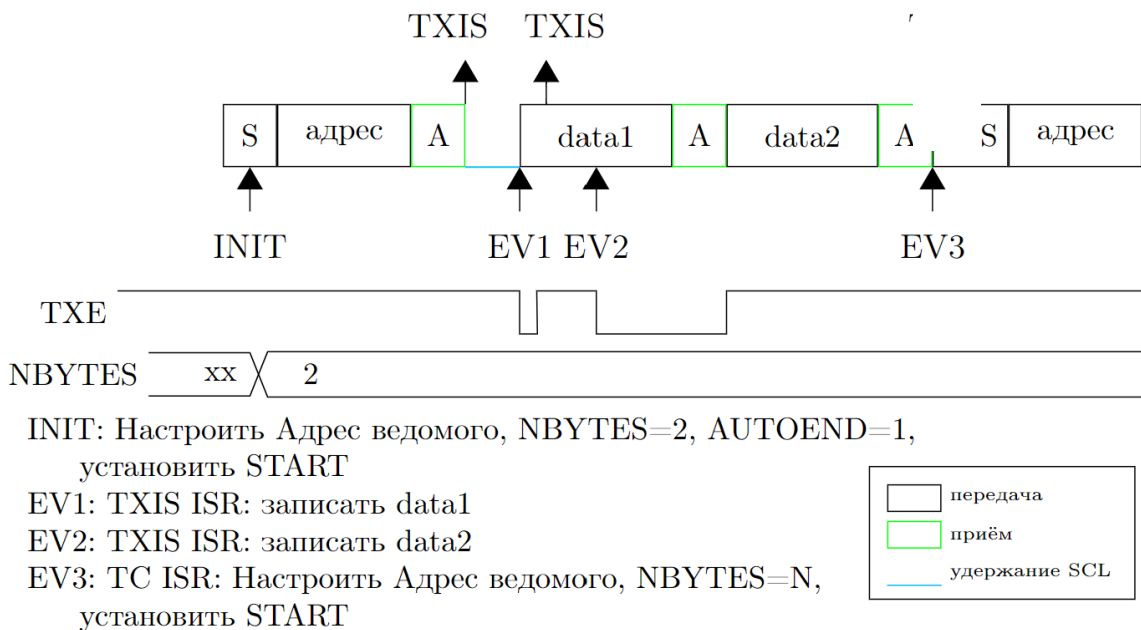 TXIS TXIS
S адрес A data1 A data2 A S адрес
INIT EV1 EV2 EV3
TXE
NBYTES xx 2
INIT: Настроить Адрес ведомого, NBYTES=2, AUTOEND=1,
установить START
EV1: TXIS ISR: записать data1
EV2: TXIS ISR: записать data2
EV3: TC ISR: Настроить Адрес ведомого, NBYTES=N,
установить START
передача
приём
удержание SCL